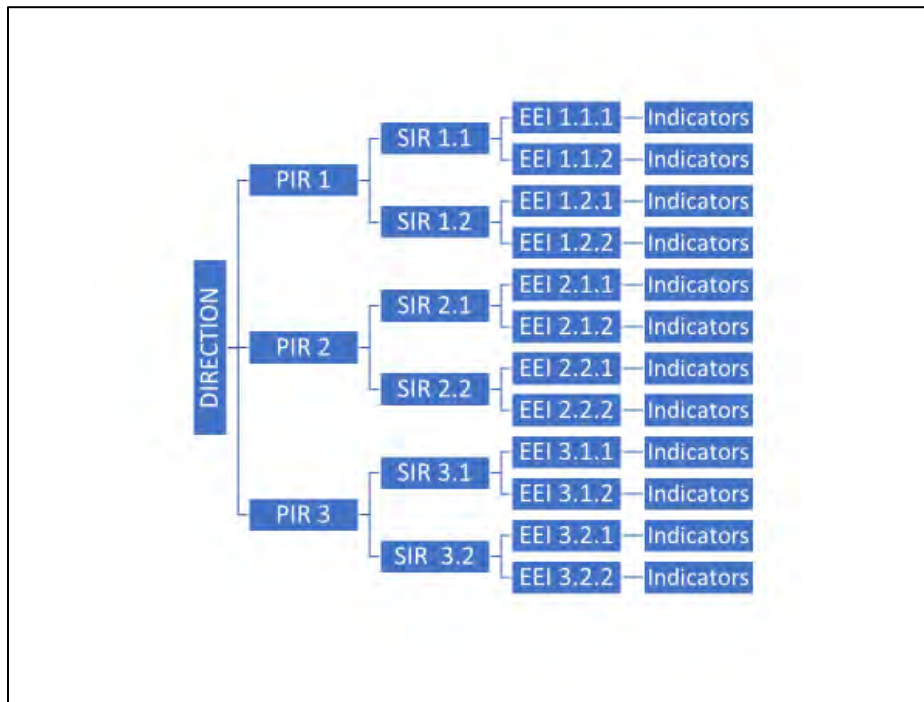 DIRECTION
PIR 1
SIR 1.1
EEI 1.1.1
Indicators
EEI 1.1.2
Indicators
SIR 1.2
EEI 1.2.1
Indicators
EEI 1.2.2
Indicators
PIR 2
SIR 2.1
EEI 2.1.1
Indicators
EEI 2.1.2
Indicators
SIR 2.2
EEI 2.2.1
Indicators
EEI 2.2.2
Indicators
PIR 3
SIR 3.1
EEI 3.1.1
Indicators
EEI 3.1.2
Indicators
SIR 3.2
EEI 3.2.1
Indicators
EEI 3.2.2
Indicators